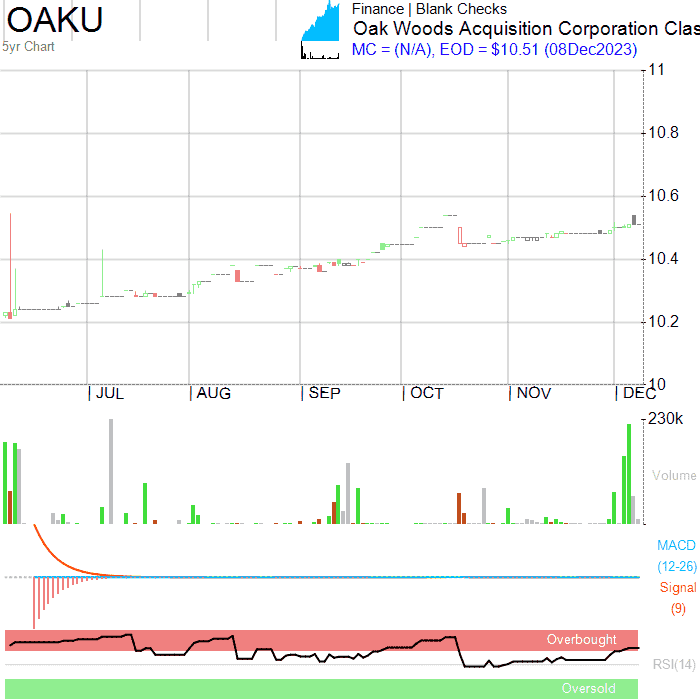 OAKU
5yr Chart
Finance | Blank Checks
Oak Woods Acquisition Corporation Clas
MC = (N/A), EOD = $10.51 (08Dec2023)
11
10.8
10.6
10.4
10.2
10
JUL AUG SEP OCT NOV DEC
230k
Volume
MACD
(12-26)
Signal
(9)
Overbought
RSI(14)
Oversold